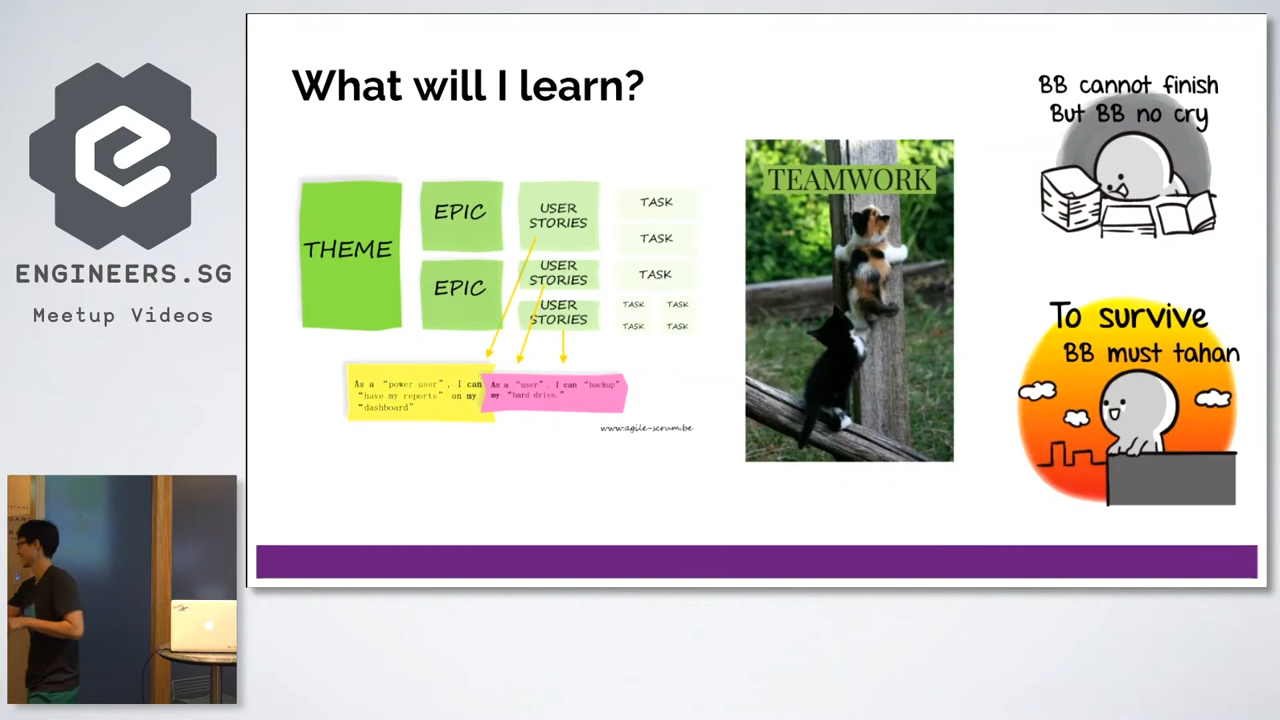 What will I learn?
ENGINEERS.SG
Meetup Videos
THEME
EPIC
EPIC
USER
STORIES
USER
STORIES
USER
STORIES
TASK
TASK
TASK
TASK
TASK
TASK
TASK
As a “power user”, I can
“have my reports” on my
“dashboard”
As a “user”, I can “backup”
my “hard drive.”
www.agile-scrum.be
TEAMWORK
BB cannot finish
But BB no cry
To survive
BB must tahan